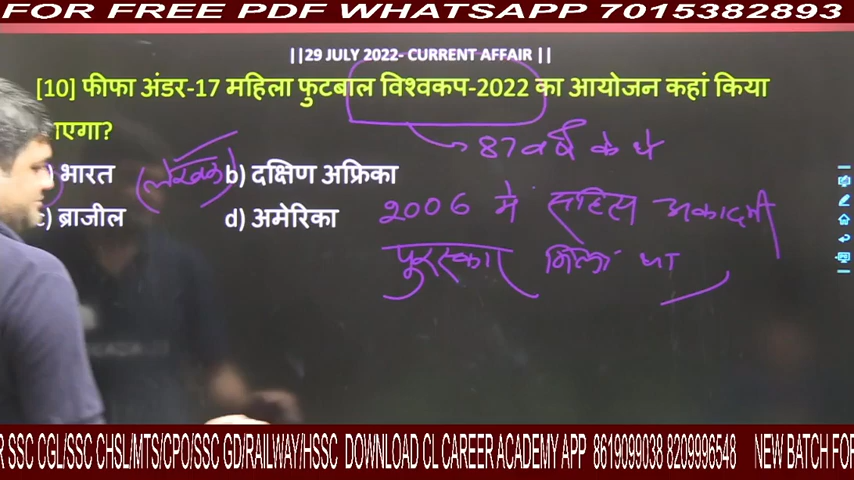 FOR FREE PDF WHATSAPP 7015382893
||29 JULY 2022- CURRENT AFFAIR ||
[10] फीफा अंडर-17 महिला फुटबाल विश्वकप-2022 का आयोजन कहां किया
ाएगा?
87 वर्ष के थे
) भारत (लेखक) b) दक्षिण अफ्रिका
c) ब्राजील d) अमेरिका
2006 मे साहित्य अकादमी
पुरस्कार मिला था
R SSC CGL/SSC CHSL/MTS/CPO/SSC GD/RAILWAY/HSSC DOWNLOAD CL CAREER ACADEMY APP 8619099038 8209996548 NEW BATCH FOR